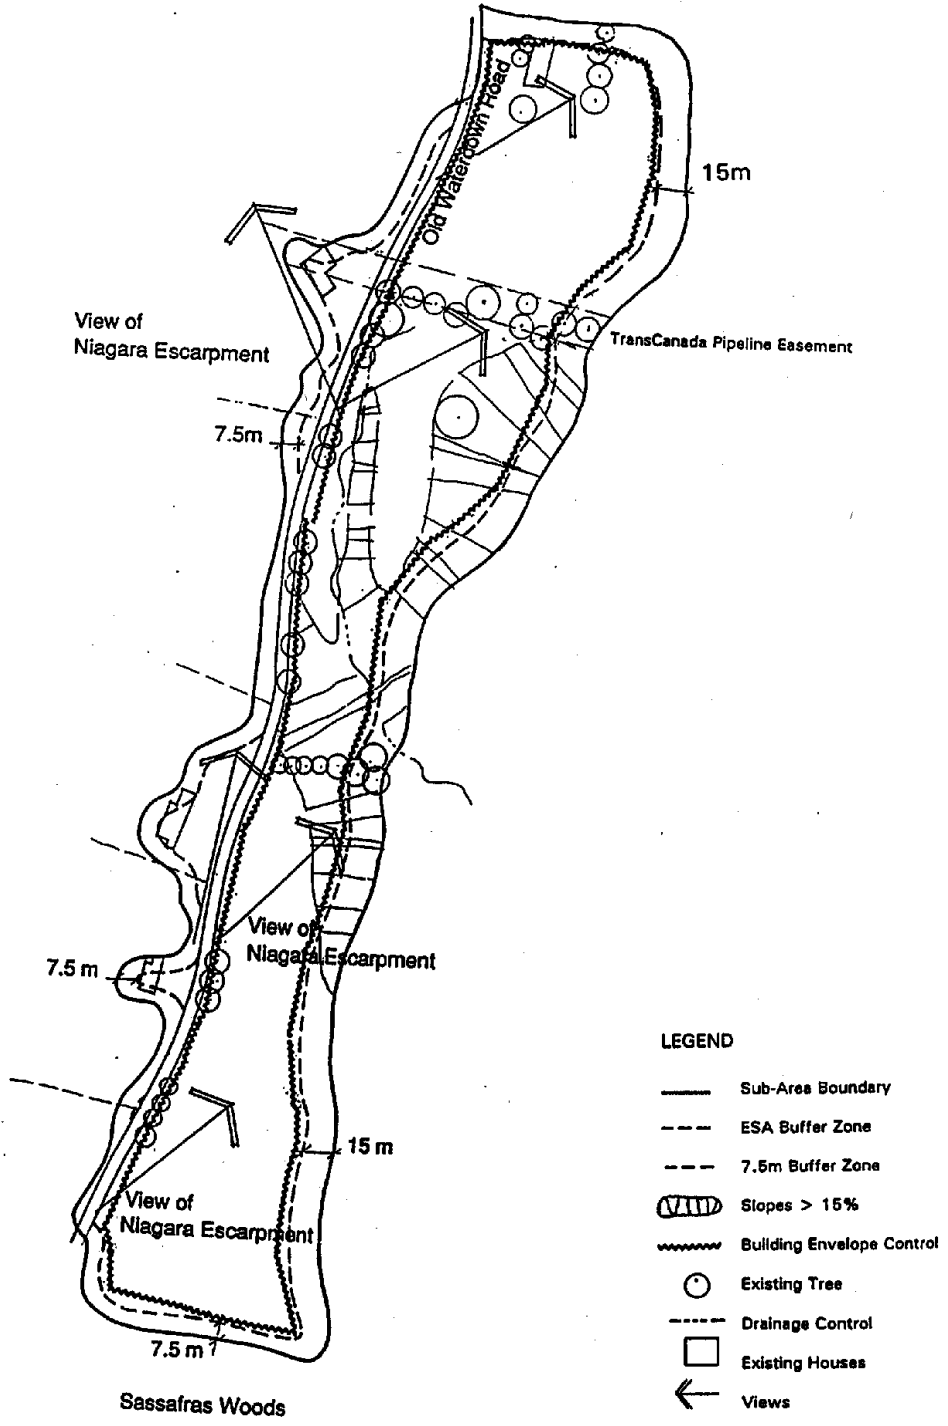 Old Waterdown Road
15m
View of
Niagara Escarpment
TransCanada Pipeline Easement
7.5m
View of
Niagara Escarpment
7.5 m
15 m
View of
Niagara Escarpment
7.5 m
Sassafras Woods
LEGEND
Sub-Area Boundary
ESA Buffer Zone
7.5m Buffer Zone
Slopes > 15%
Building Envelope Control
Existing Tree
Drainage Control
Existing Houses
Views